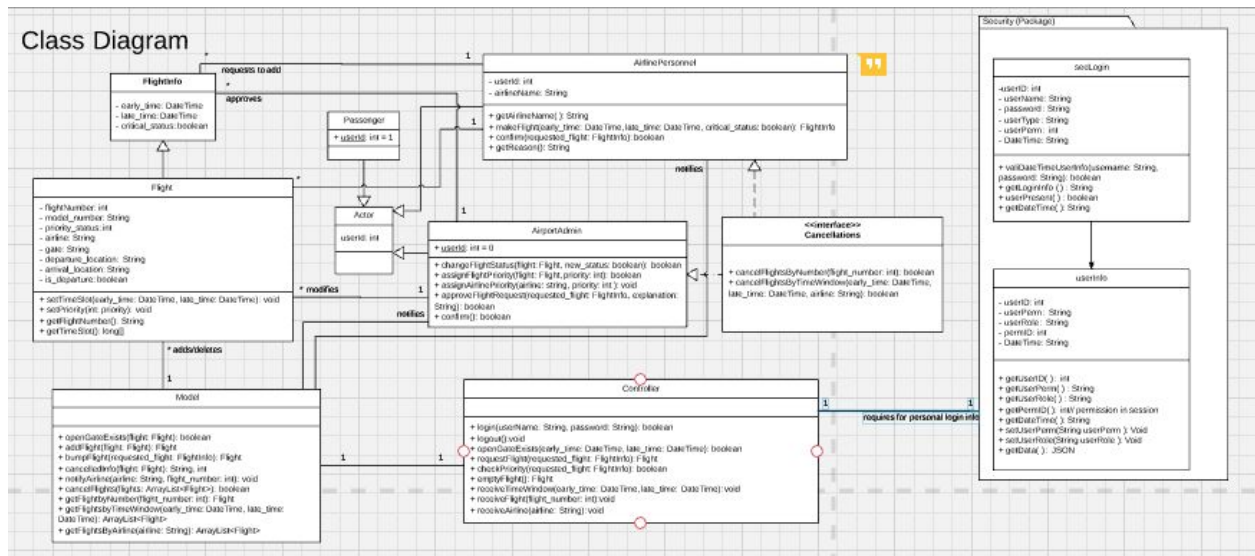 Class Diagram
Security (Package)
*
requests to add
1
AirlinePersonnel
- userId: int
- airlineName: String
+ getAirlineName( ): String
+ makeFlight(early_time: DateTime,late_time: DateTime, critical_status: boolean): FlightInfo
+ confirm(requested_flight: FlightInfo): boolean
+ getReason(): String
FlightInfo
- early_time: DateTime
- late_time: DateTime
- critical_status: boolean
*
approves
Passenger
+ userId: int = 1
1
notifies
secLogin
-userID: int
- userName: String
- password: String
- userType: String
- userPerm: int
- DateTime: String
+ valiDateTimeUserInfo(username: String,
password: String): boolean
+ getLoginInfo ( ): String
+ userPresent( ): boolean
+ getDateTime( ): String
Flight
- flightNumber: int
- model_number: String
- priority_status:int
- airline: String
- gate: String
- departure_location: String
- arrival_location: String
- is_departure: boolean
+ setTimeSlot(early_time: DateTime, late_time: DateTime): void
+ setPriority(int: priority): void
+ getFlightNumber(): String
+ getTimeSlot(): long[]
*
Actor
userId: int
1
AirportAdmin
+ userId: int = 0
+ changeFlightStatus(flight: Flight, new_status: boolean): boolean
+ assignFlightPriority(flight: Flight,priority: int): boolean
+ assignAirlinePriority(airline: string, priority: int ): void
+ approveFlightRequest(requested_flight: FlightInfo, explanation:
String): boolean
+ confirm(): boolean
<<interface>>
Cancellations
+ cancelFlightsByNumber(flight_number: int): boolean
+ cancelFlightsByTimeWindow(early_time: DateTime,
late_time: DateTime, airline: String): boolean
* modifies
1
notifies
1
userInfo
- userID: int
- userPerm: String
- userRole: String
- permID: int
- DateTime: String
+ getUserID( ): int
+ getUserPerm( ): String
+ getUserRole( ): String
+ getPermID( ): int// permission in session
+ getDateTime( ): String
+ setUserPerm(String userPerm ): Void
+ setUserRole(String userRole ): Void
+ getData( ): JSON
* adds/deletes
1
Model
+ openGateExists(flight: Flight): boolean
+ addFlight(flight: Flight): Flight
+ bumpFlight(requested_flight: FlightInfo): Flight
+ cancelledInfo(flight: Flight): String, int
+ notifyAirline(airline: String, flight_number: int): void
+ cancelFlights(flights: ArrayList<Flight>): boolean
+ getFlightbyNumber(flight_number: int): Flight
+ getFlightsbyTimeWindow(early_time: DateTime, late_time:
DateTime): ArrayList<Flight>
+ getFlightsByAirline(airline: String): ArrayList<Flight>
1
1
Controller
+ login(userName: String, password: String): boolean
+ logout():void
+ openGateExists(early_time: DateTime, late_time: DateTime): boolean
+ requestFlight(requested_flight: FlightInfo): Flight
+ checkPriority(requested_flight: FlightInfo): boolean
+ emptyFlight(): Flight
+ receiveTimeWindow(early_time: DateTime, late_time: DateTime): void
+ receiveFlight(flight_number: int):void
+ receiveAirline(airline: String):void
1
1
requires for personal login info